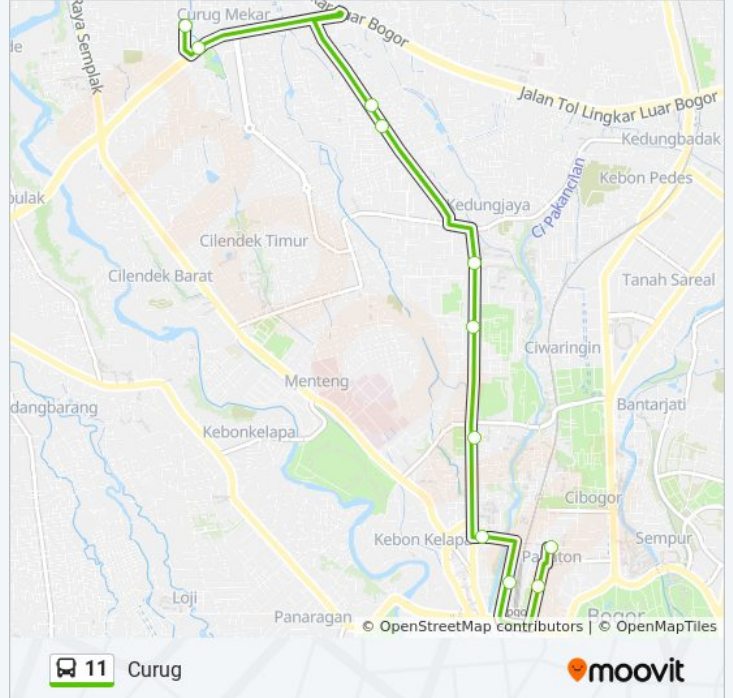 Curug Mekar
Raya Semplak
Luar Bogor
Jalan Tol Lingkar Luar Bogor
Kedungbadak
Ci Pakancilan
Kebon Pedes
Kedungjaya
Cilendek Timur
Cilendek Barat
Tanah Sareal
Ciwaringin
Menteng
Bantarjati
Kebonkelapa
Cibogor
Kebon Kelapa
Sempur
Loji
Panaragan
Bogor
© OpenStreetMap contributors | © OpenMapTiles
11 Curug
moovit